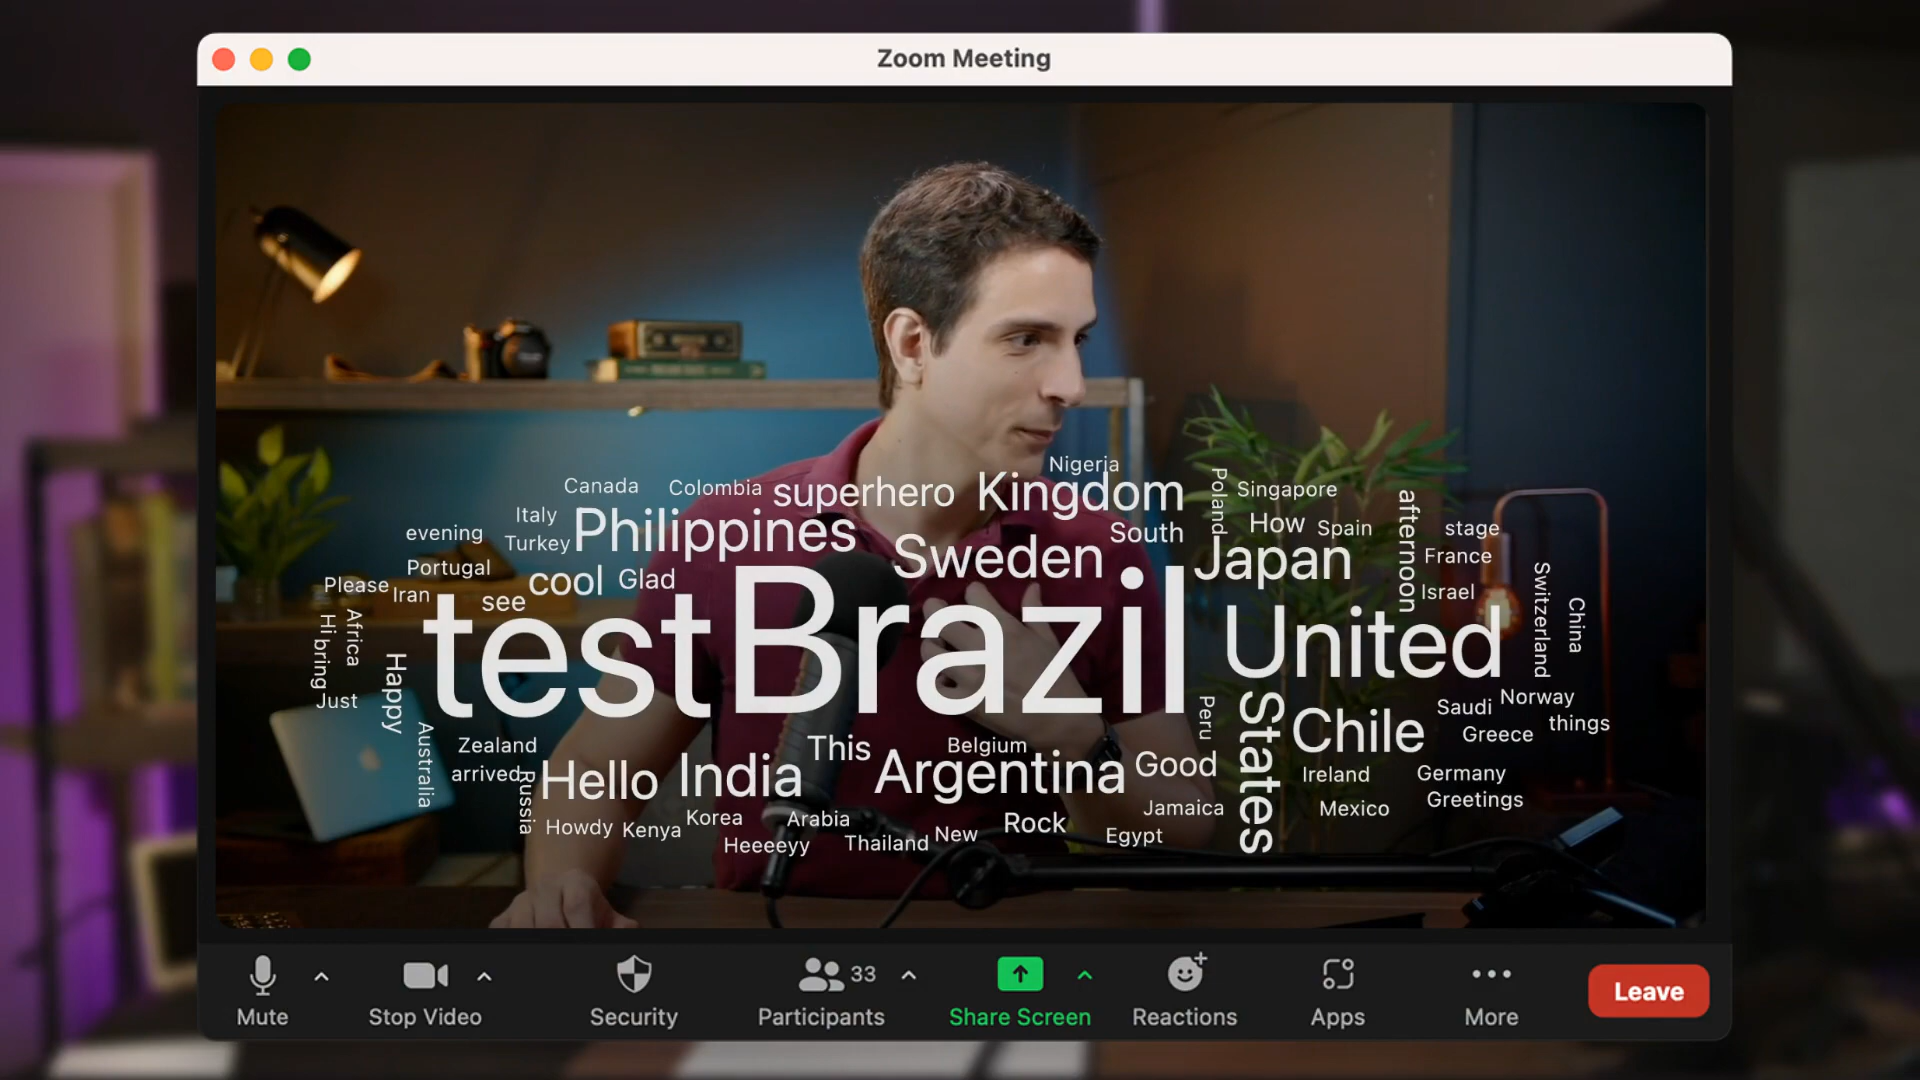 Zoom Meeting
Nigeria
Canada
Colombia
superhero
Kingdom
Poland
Singapore
Italy
Philippines
evening
Turkey
Sweden
South
How
Spain
afternoon
stage
Japan
France
Portugal
cool
Glad
Please
Iran
see
Israel
Switzerland
China
Hi
Africa
bring
Just
Happy
testBrazil
United
States
Peru
Chile
Saudi
Norway
Greece
things
Australia
Zealand
arrived
Russia
This
Belgium
Hello
India
Argentina
Good
Ireland
Germany
Greetings
Mexico
Jamaica
Howdy
Kenya
Korea
Arabia
Rock
Heeeeyy
Thailand
New
Egypt
33
Mute
Stop Video
Security
Participants
Share Screen
Reactions
Apps
More
Leave